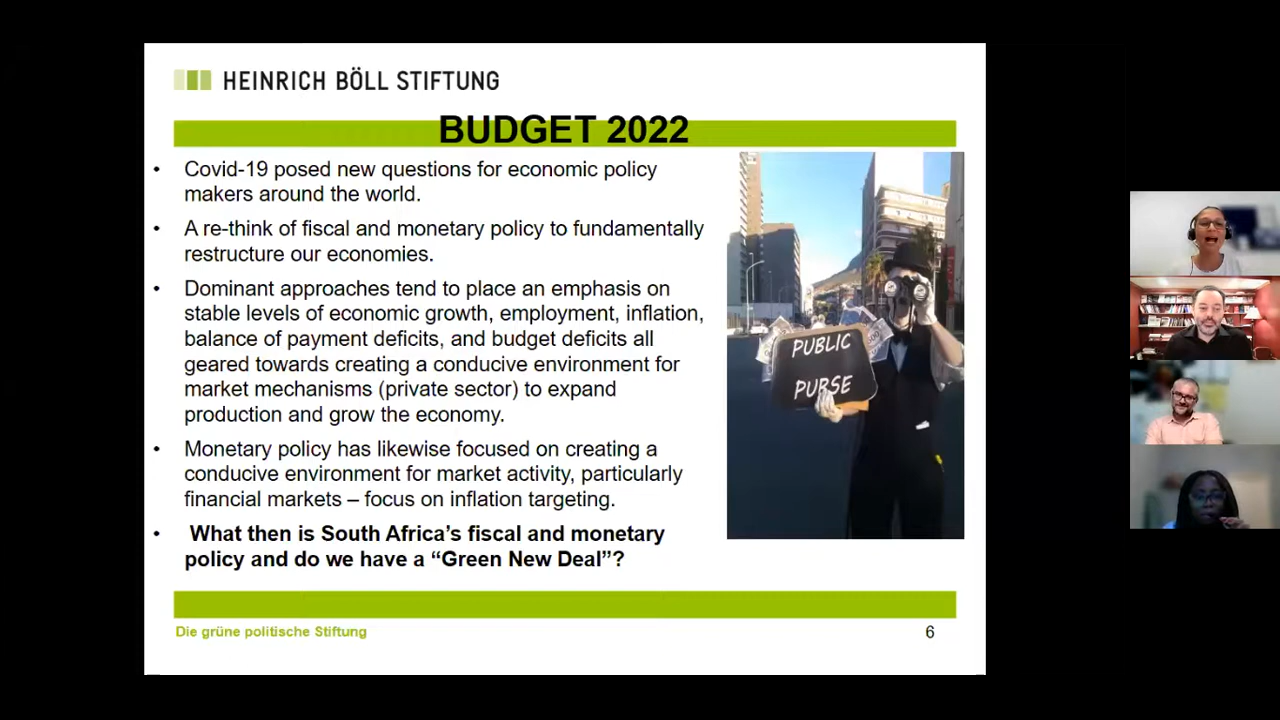 HEINRICH BÖLL STIFTUNG
BUDGET 2022
• Covid-19 posed new questions for economic policy
makers around the world.
• A re-think of fiscal and monetary policy to fundamentally
restructure our economies.
• Dominant approaches tend to place an emphasis on
stable levels of economic growth, employment, inflation,
balance of payment deficits, and budget deficits all
geared towards creating a conducive environment for
market mechanisms (private sector) to expand
production and grow the economy.
• Monetary policy has likewise focused on creating a
conducive environment for market activity, particularly
financial markets – focus on inflation targeting.
• What then is South Africa’s fiscal and monetary
policy and do we have a “Green New Deal”?
PUBLIC
PURSE
Die grüne politische Stiftung
6